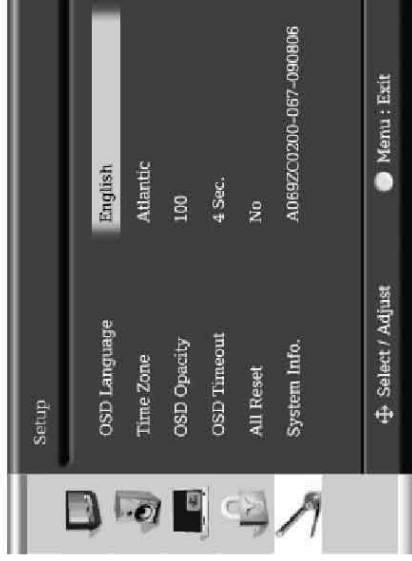 Setup
OSD Language English
Time Zone Atlantic
OSD Opacity 100
OSD Timeout 4 Sec.
All Reset No
System Info. A069ZC0200-067-090806
Select / Adjust Menu : Exit